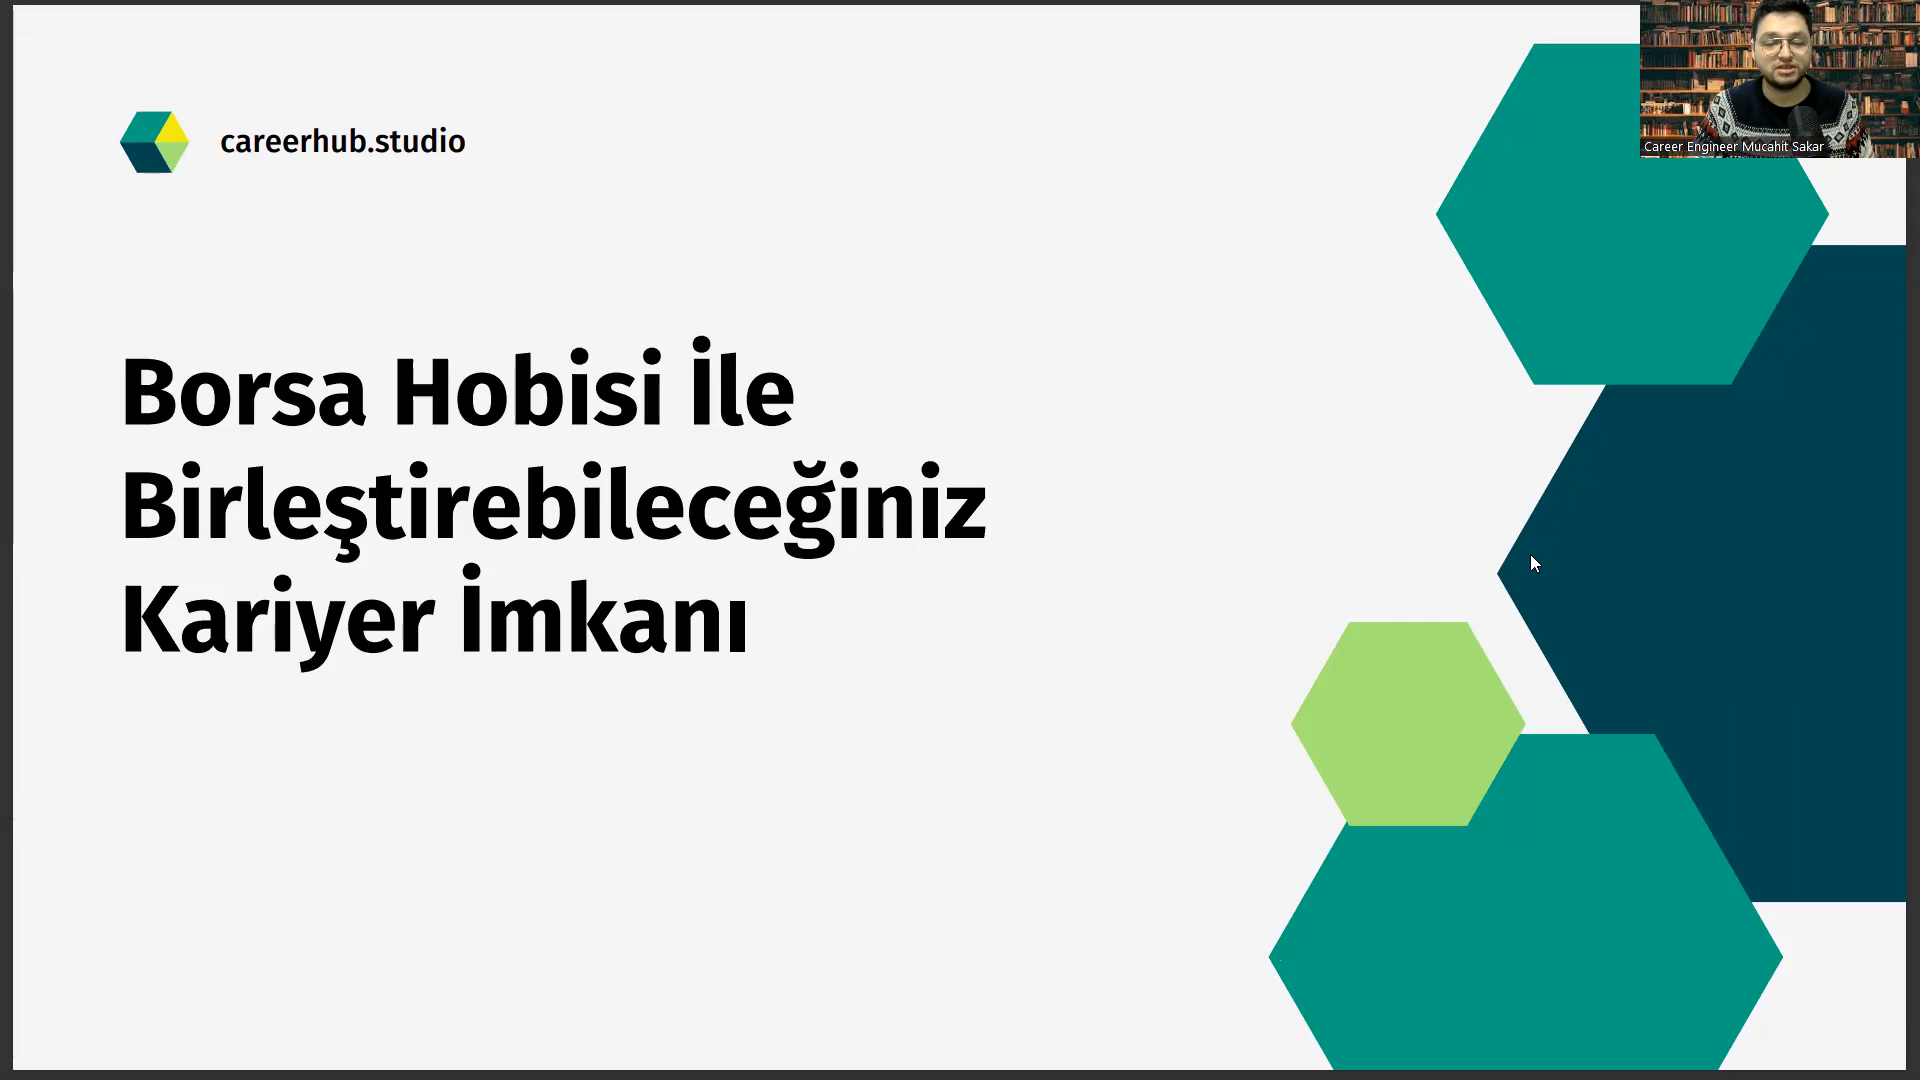 careerhub.studio
Career Engineer Mucahit Sakar
Borsa Hobisi İle
Birleştirebileceğiniz
Kariyer İmkanı